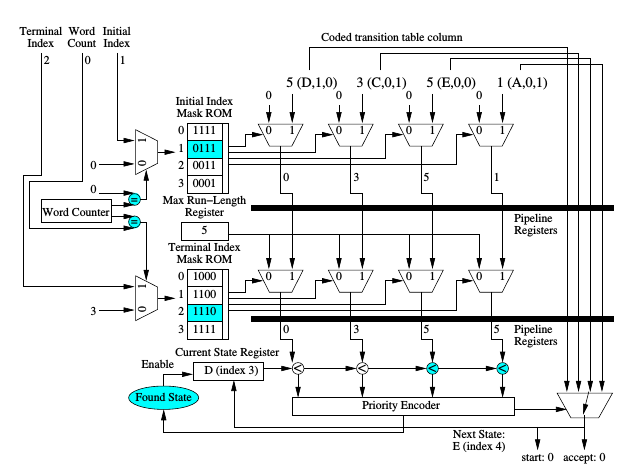 Terminal Index Word Count Initial Index
Coded transition table column
2 0 1
5 (D,1,0) 3 (C,0,1) 5 (E,0,0) 1 (A,0,1)
0 0 0 0
Initial Index Mask ROM
0 1111
1 0111
2 0011
3 0001
0 1 0 1 0 1 0 1
1
0
0
0
0 3 5 1
=
Word Counter
=
Max Run–Length Register
5
Pipeline Registers
Terminal Index Mask ROM
0 1000
1 1100
2 1110
3 1111
0 1 0 1 0 1 0 1
1
0
3
0 3 5 5
Pipeline Registers
Current State Register
Enable
D (index 3)
< < < <
Found State
Priority Encoder
Next State:
E (index 4)
start: 0 accept: 0